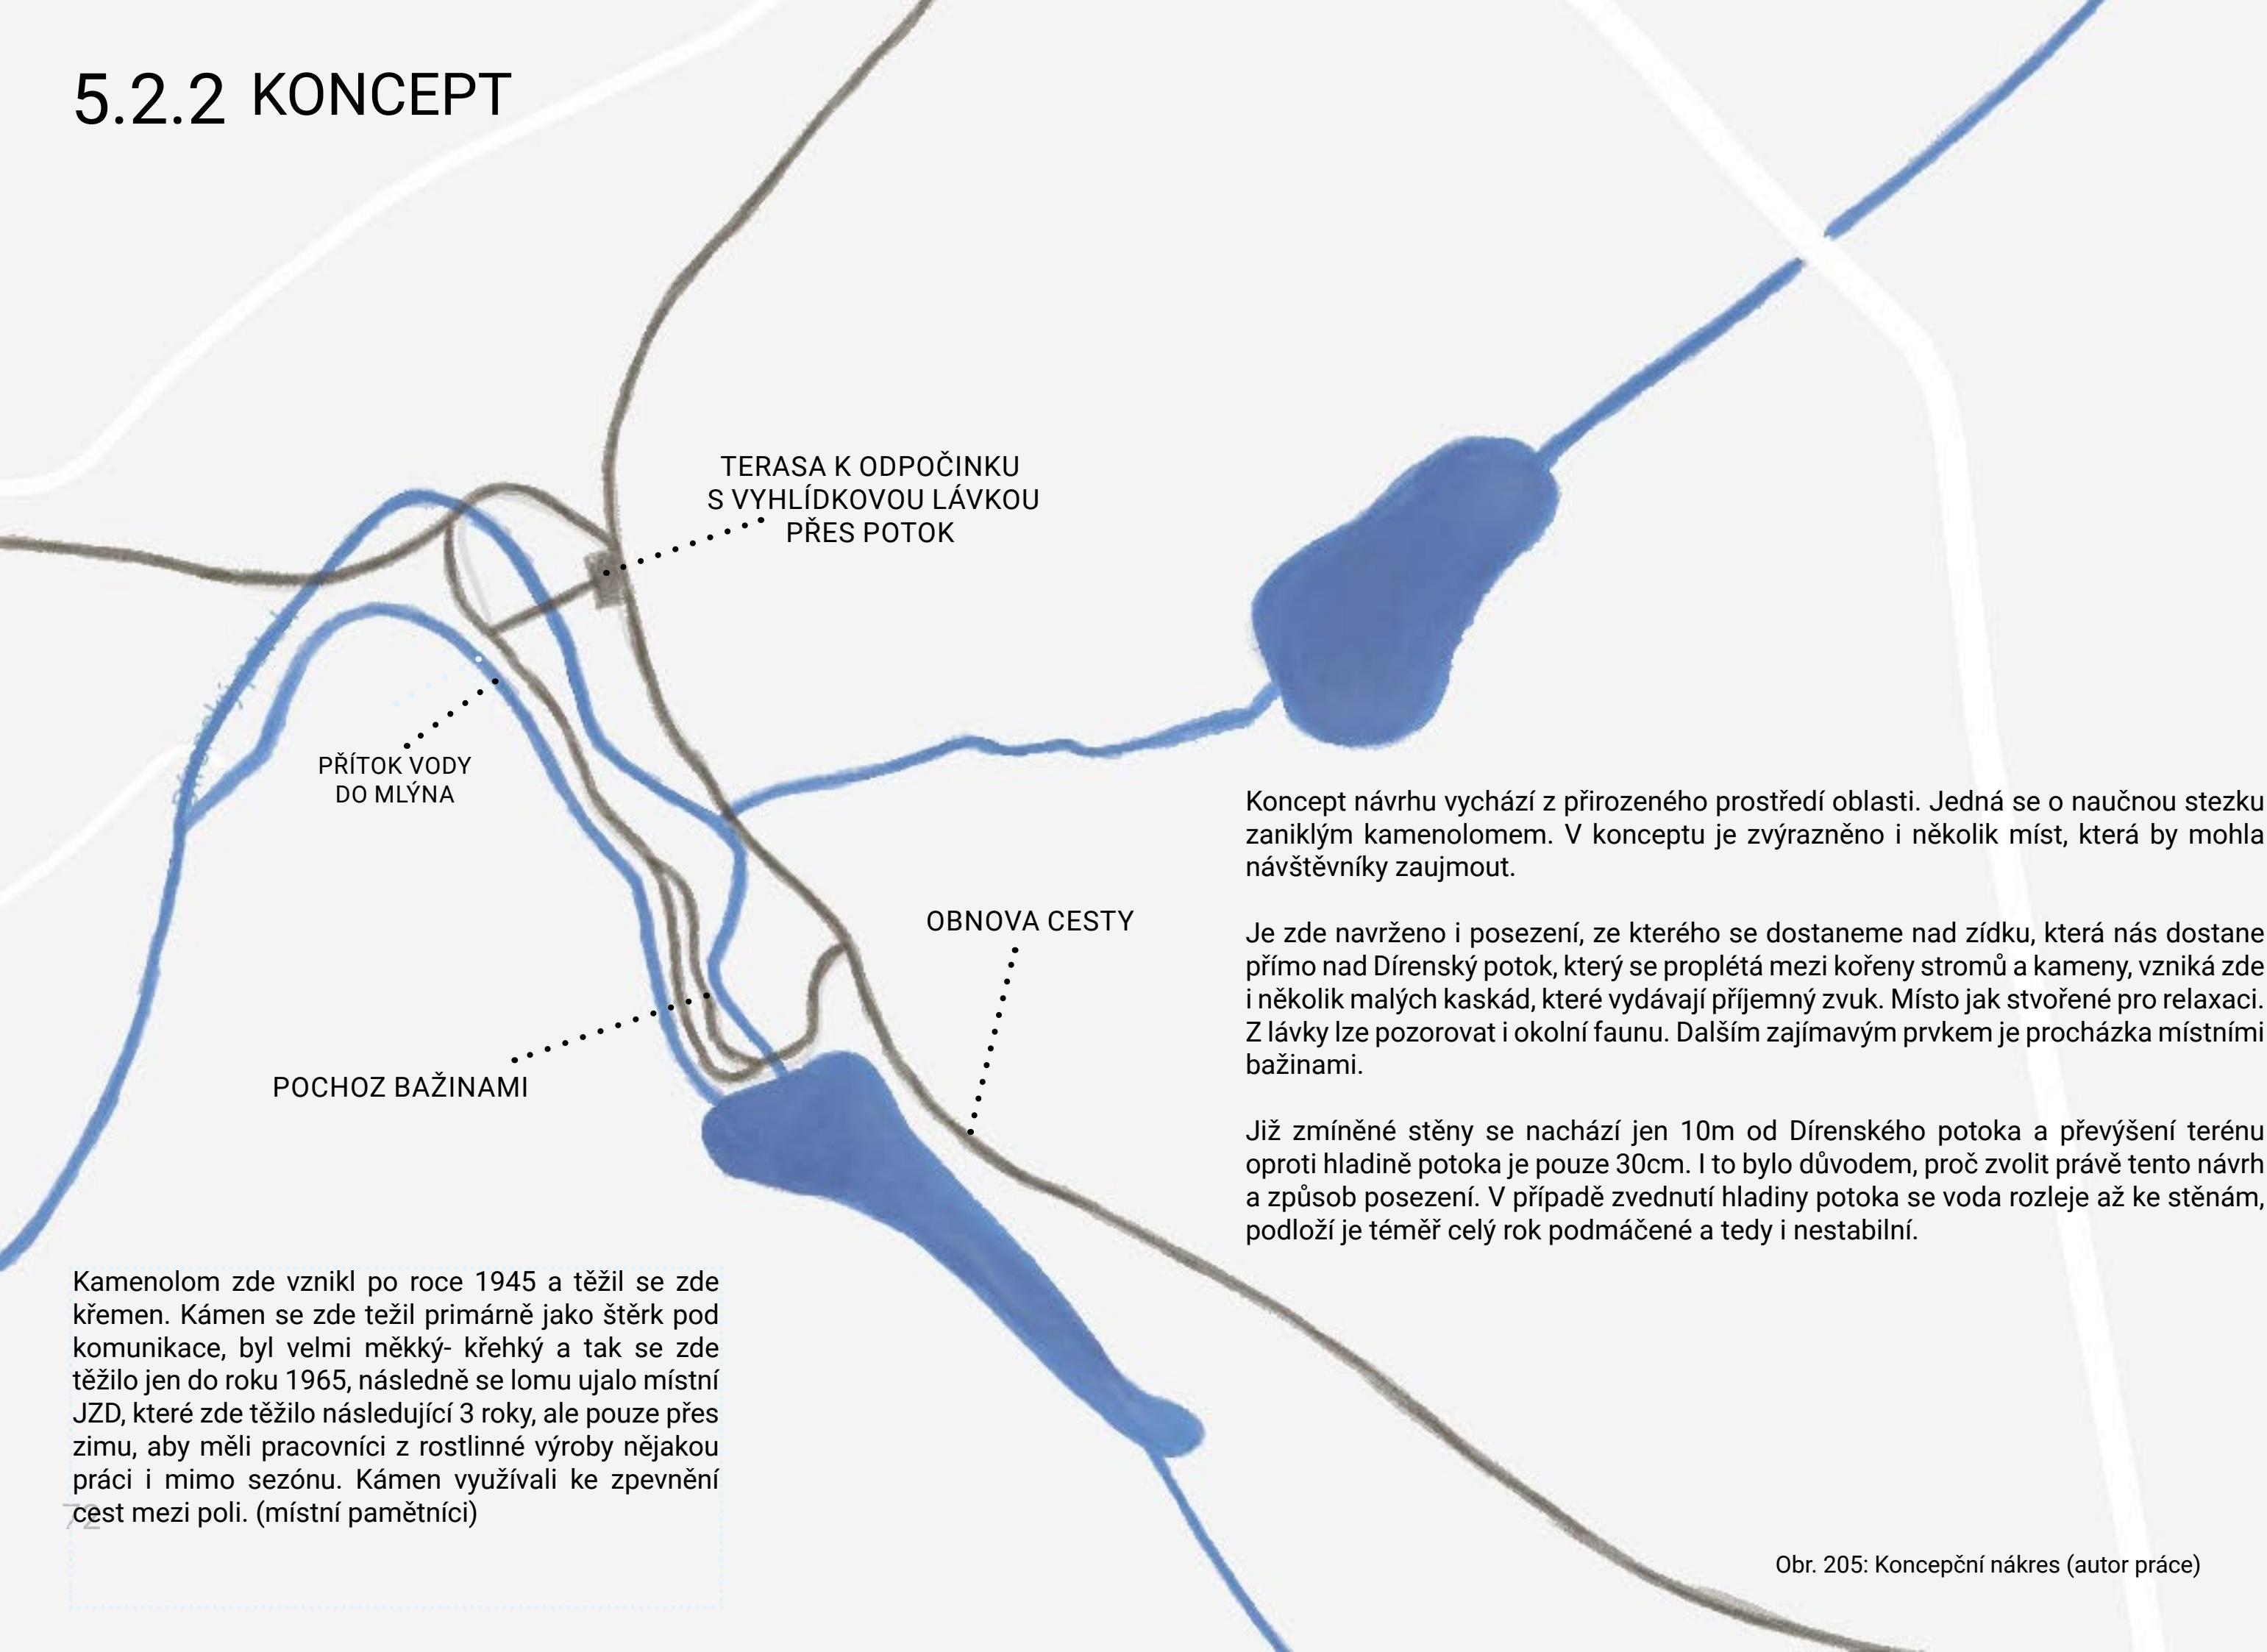 5.2.2 KONCEPT
TERASA K ODPOČINKU
S VYHLÍDKOVOU LÁVKOU
PŘES POTOK
PŘÍTOK VODY
DO MLÝNA
OBNOVA CESTY
POCHOZ BAŽINAMI
Koncept návrhu vychází z přirozeného prostředí oblasti. Jedná se o naučnou stezku
zaniklým kamenolomem. V konceptu je zvýrazněno i několik míst, která by mohla
návštěvníky zaujmout.
Je zde navrženo i posezení, ze kterého se dostaneme nad zídku, která nás dostane
přímo nad Dírenský potok, který se proplétá mezi kořeny stromů a kameny, vzniká zde
i několik malých kaskád, které vydávají příjemný zvuk. Místo jak stvořené pro relaxaci.
Z lávky lze pozorovat i okolní faunu. Dalším zajímavým prvkem je procházka místními
bažinami.
Již zmíněné stěny se nachází jen 10m od Dírenského potoka a převýšení terénu
oproti hladině potoka je pouze 30cm. I to bylo důvodem, proč zvolit právě tento návrh
a způsob posezení. V případě zvednutí hladiny potoka se voda rozleje až ke stěnám,
podloží je téměř celý rok podmáčené a tedy i nestabilní.
Kamenolom zde vznikl po roce 1945 a těžil se zde
křemen. Kámen se zde težil primárně jako štěrk pod
komunikace, byl velmi měkký- křehký a tak se zde
těžilo jen do roku 1965, následně se lomu ujalo místní
JZD, které zde těžilo následující 3 roky, ale pouze přes
zimu, aby měli pracovníci z rostlinné výroby nějakou
práci i mimo sezónu. Kámen využívali ke zpevnění
cest mezi poli. (místní pamětníci)
72
Obr. 205: Koncepční nákres (autor práce)